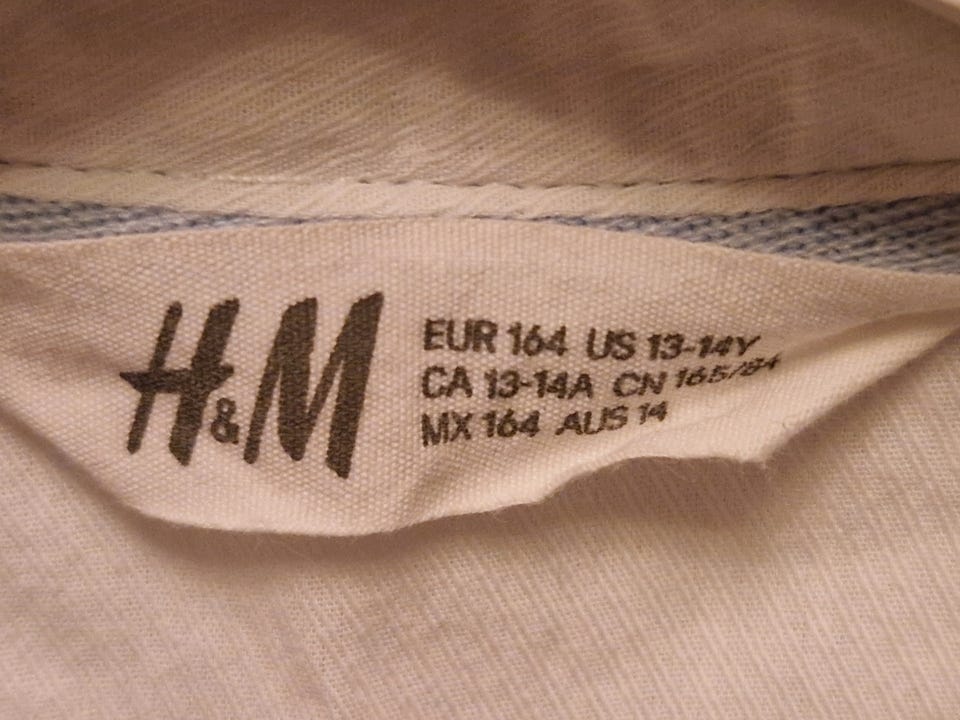 H&M
EUR 164 US 13-14Y
CA 13-14A CN 165/84
MX 164 AUS 14